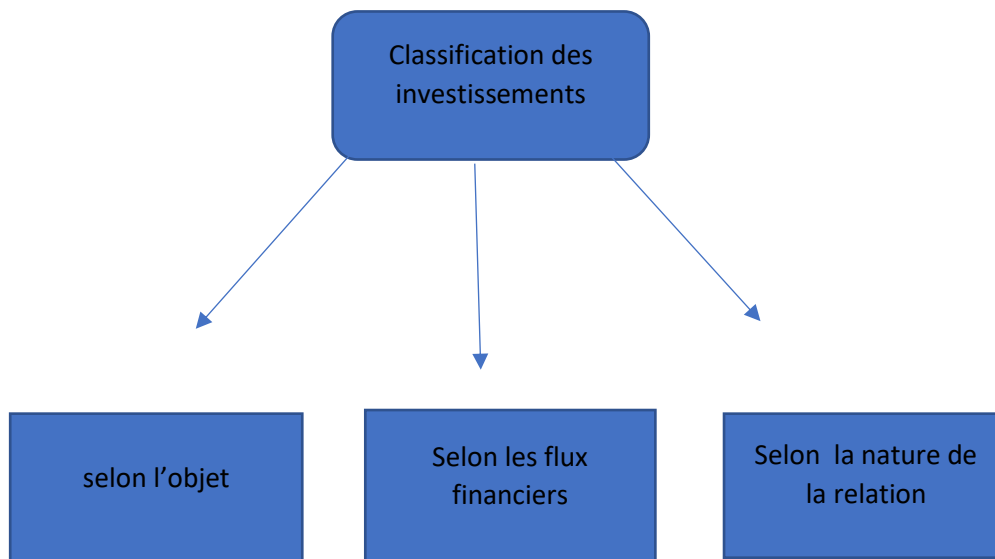 Classification des
investissements
selon l’objet
Selon les flux
financiers
Selon  la nature de
la relation